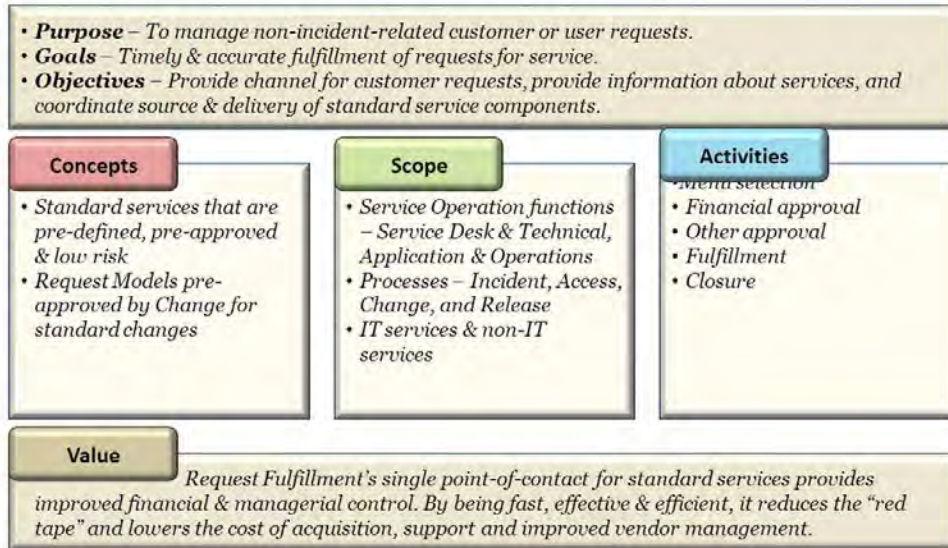 • Purpose – To manage non-incident-related customer or user requests.
• Goals – Timely & accurate fulfillment of requests for service.
• Objectives – Provide channel for customer requests, provide information about services, and
coordinate source & delivery of standard service components.
Concepts
• Standard services that are
pre-defined, pre-approved
& low risk
• Request Models pre-
approved by Change for
standard changes
Scope
• Service Operation functions
– Service Desk & Technical,
Application & Operations
• Processes – Incident, Access,
Change, and Release
• IT services & non-IT
services
Activities
• Menu selection
• Financial approval
• Other approval
• Fulfillment
• Closure
Value
Request Fulfillment's single point-of-contact for standard services provides
improved financial & managerial control. By being fast, effective & efficient, it reduces the “red
tape” and lowers the cost of acquisition, support and improved vendor management.